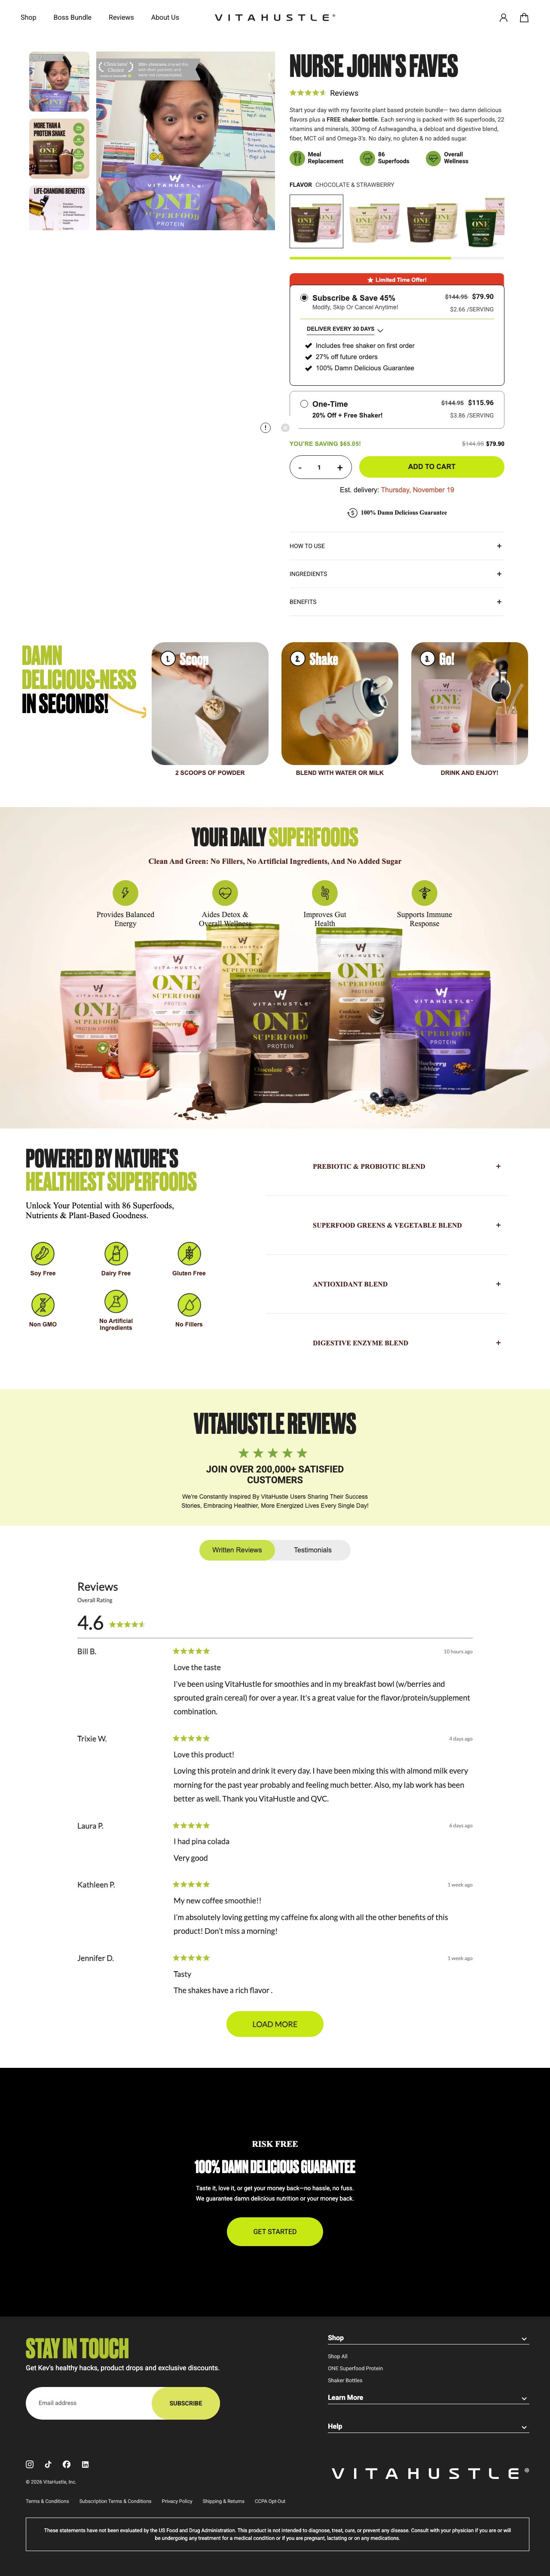 Shop
Boss Bundle
Reviews
About Us
VITAHUSTLE®
Clinicians' Choice
MORE THAN A PROTEIN SHAKE
LIFE-CHANGING BENEFITS
VITAHUSTLE
ONE
SUPERFOOD
PROTEIN
NURSE JOHN'S FAVES
Reviews
Start your day with my favorite plant based protein bundle— two damn delicious
flavors plus a FREE shaker bottle. Each serving is packed with 86 superfoods, 22
vitamins and minerals, 300mg of Ashwagandha, a debloat and digestive blend,
fiber, MCT oil and Omega-3's. No dairy, no gluten & no added sugar.
Meal
Replacement
86
Superfoods
Overall
Wellness
FLAVOR CHOCOLATE & STRAWBERRY
Limited Time Offer!
Subscribe & Save 45%
$144.95 $79.90
Modify, Skip Or Cancel Anytime!
$2.66 /SERVING
DELIVER EVERY 30 DAYS
Includes free shaker on first order
27% off future orders
100% Damn Delicious Guarantee
One-Time
$144.95 $115.96
20% Off + Free Shaker!
$3.86 /SERVING
YOU'RE SAVING $65.05!
$144.95 $79.90
- 1 +
ADD TO CART
Est. delivery: Thursday, November 19
100% Damn Delicious Guarantee
HOW TO USE +
INGREDIENTS +
BENEFITS +
DAMN
DELICIOUS-NESS
IN SECONDS!
1. Scoop
2. Shake
Go!
2 SCOOPS OF POWDER
BLEND WITH WATER OR MILK
DRINK AND ENJOY!
YOUR DAILY SUPERFOODS
Clean And Green: No Fillers, No Artificial Ingredients, And No Added Sugar
Provides Balanced
Energy
Aides Detox &
Overall Wellness
Improves Gut
Health
Supports Immune
Response
VITA•HUSTLE
ONE
SUPERFOOD
PROTEIN
Strawberry
Chocolate
POWERED BY NATURE'S
HEALTHIEST SUPERFOODS
Unlock Your Potential with 86 Superfoods,
Nutrients & Plant-Based Goodness.
Soy Free
Dairy Free
Gluten Free
Non GMO
No Artificial
Ingredients
No Fillers
PREBIOTIC & PROBIOTIC BLEND +
SUPERFOOD GREENS & VEGETABLE BLEND +
ANTIOXIDANT BLEND +
DIGESTIVE ENZYME BLEND +
VITAHUSTLE REVIEWS
JOIN OVER 200,000+ SATISFIED
CUSTOMERS
We're Constantly Inspired By VitaHustle Users Sharing Their Success
Stories, Embracing Healthier, More Energized Lives Every Single Day!
Written Reviews
Testimonials
Reviews
Overall Rating
4.6
Bill B.
10 hours ago
Love the taste
I've been using VitaHustle for smoothies and in my breakfast bowl (w/berries and
sprouted grain cereal) for over a year. It's a great value for the flavor/protein/supplement
combination.
Trixie W.
4 days ago
Love this product!
Loving this protein and drink it every day. I have been mixing this with almond milk every
morning for the past year probably and feeling much better. Also, my lab work has been
better as well. Thank you VitaHustle and QVC.
Laura P.
6 days ago
I had pina colada
Very good
Kathleen P.
1 week ago
My new coffee smoothie!!
I'm absolutely loving getting my caffeine fix along with all the other benefits of this
product! Don't miss a morning!
Jennifer D.
1 week ago
Tasty
The shakes have a rich flavor .
LOAD MORE
RISK FREE
100% DAMN DELICIOUS GUARANTEE
Taste it, love it, or get your money back—no hassle, no fuss.
We guarantee damn delicious nutrition or your money back.
GET STARTED
STAY IN TOUCH
Get Kev's healthy hacks, product drops and exclusive discounts.
Email address
SUBSCRIBE
Shop
Shop All
ONE Superfood Protein
Shaker Bottles
Learn More
Help
© 2026 VitaHustle, Inc.
VITAHUSTLE®
Terms & Conditions
Subscription Terms & Conditions
Privacy Policy
Shipping & Returns
CCPA Opt-Out
These statements have not been evaluated by the US Food and Drug Administration. This product is not intended to diagnose, treat, cure, or prevent any disease. Consult with your physician if you are or will
be undergoing any treatment for a medical condition or if you are pregnant, lactating or on any medications.